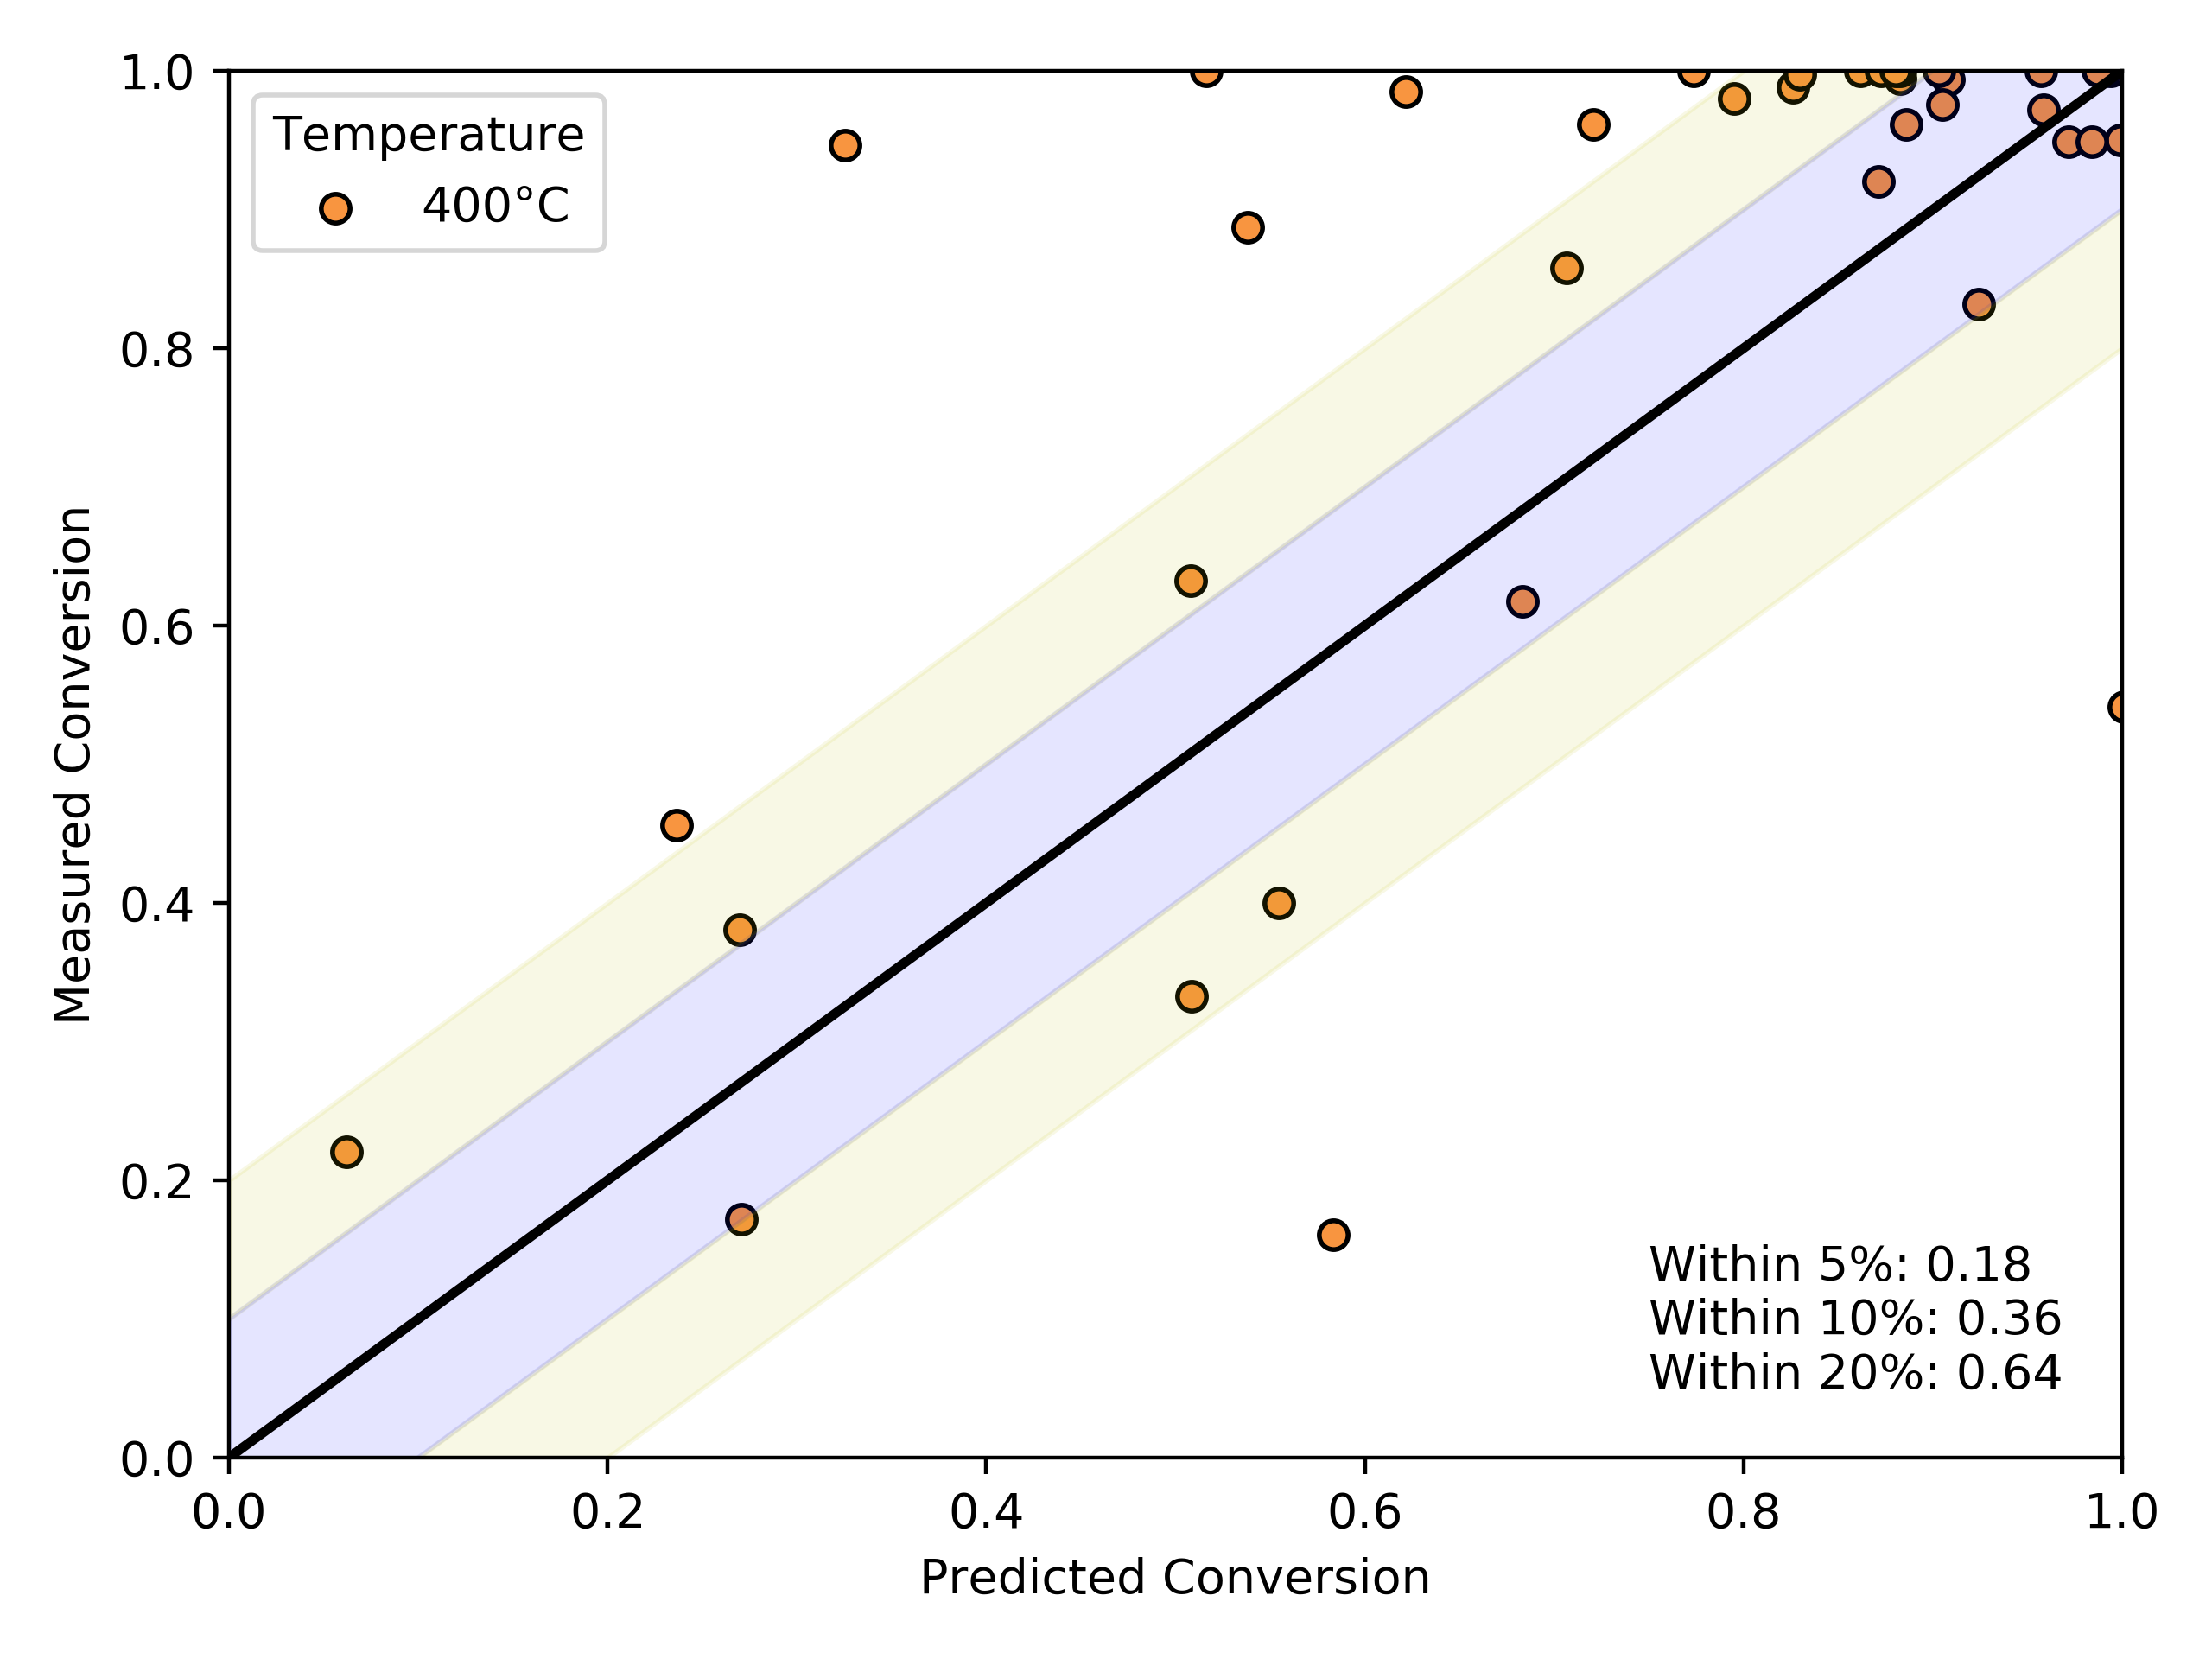 Temperature
400°C
1.0
0.8
0.6
0.4
0.2
0.0
Measured Conversion
Within 5%: 0.18
Within 10%: 0.36
Within 20%: 0.64
0.0 0.2 0.4 0.6 0.8 1.0
Predicted Conversion